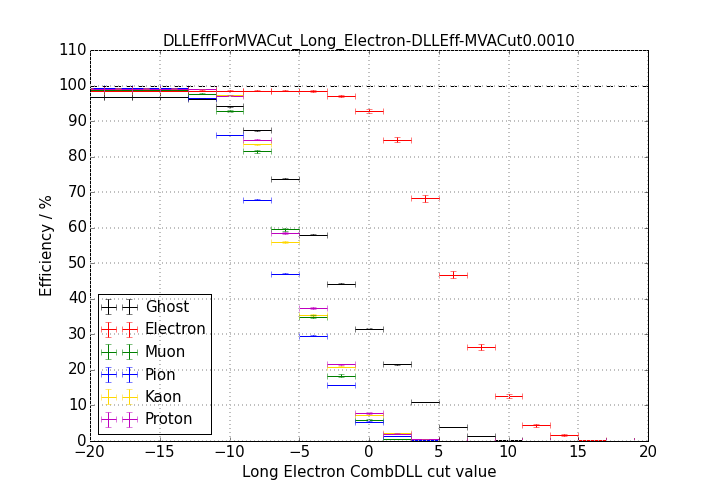 DLLEffForMVACut_Long_Electron-DLLEff-MVACut0.0010
110
100
90
80
70
60
50
40
30
20
10
0
Efficiency / %
Ghost
Electron
Muon
Pion
Kaon
Proton
−20 −15 −10 −5 0 5 10 15 20
Long Electron CombDLL cut value